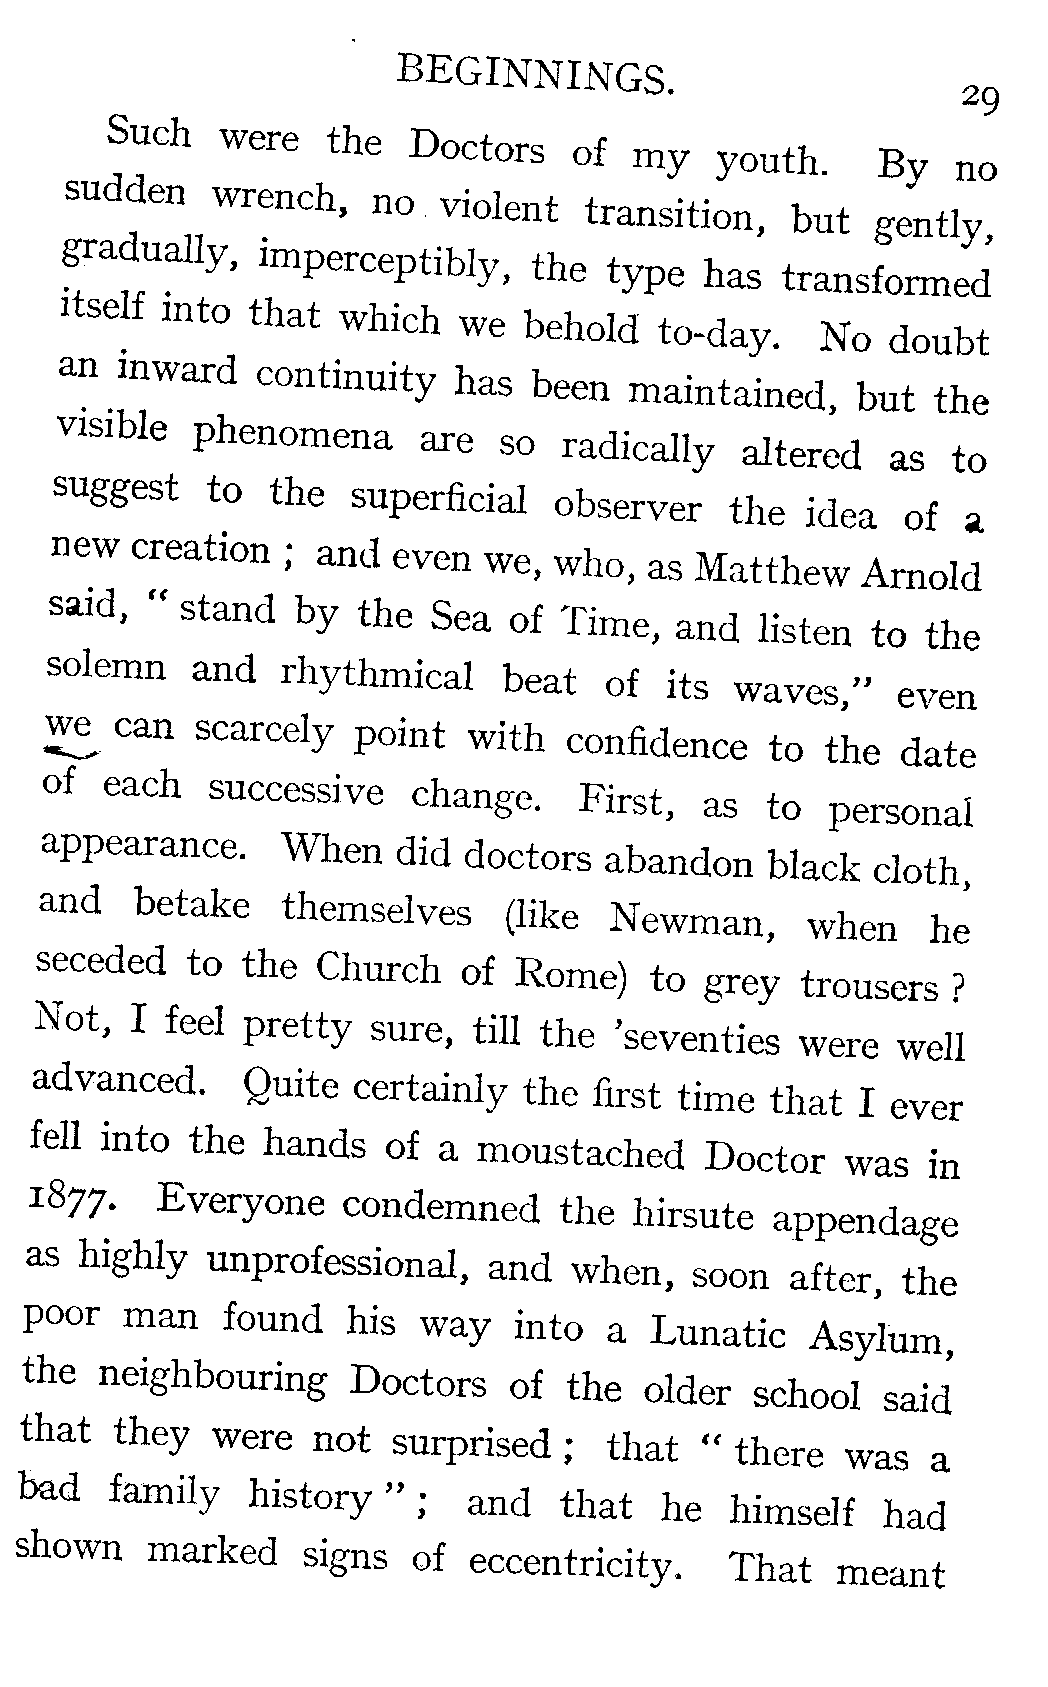 BEGINNINGS.
29
Such were the Doctors of my youth. By no
sudden wrench, no violent transition, but gently,
gradually, imperceptibly, the type has transformed
itself into that which we behold to-day. No doubt
an inward continuity has been maintained, but the
visible phenomena are so radically altered as to
suggest to the superficial observer the idea of a
new creation ; and even we, who, as Matthew Arnold
said, “ stand by the Sea of Time, and listen to the
solemn and rhythmical beat of its waves,” even
we can scarcely point with confidence to the date
of each successive change. First, as to personal
appearance. When did doctors abandon black cloth,
and betake themselves (like Newman, when he
seceded to the Church of Rome) to grey trousers ?
Not, I feel pretty sure, till the ’seventies were well
advanced. Quite certainly the first time that I ever
fell into the hands of a moustached Doctor was in
1877. Everyone condemned the hirsute appendage
as highly unprofessional, and when, soon after, the
poor man found his way into a Lunatic Asylum,
the neighbouring Doctors of the older school said
that they were not surprised ; that “ there was a
bad family history ” ; and that he himself had
shown marked signs of eccentricity. That meant